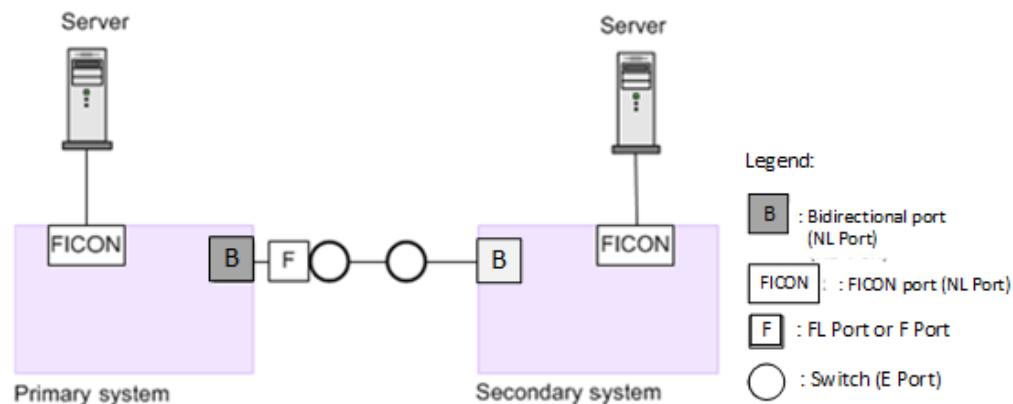 Server
Server
FICON
B
F
B
FICON
Primary system
Secondary system
Legend:
B : Bidirectional port
(NL Port)
FICON : : FICON port (NL Port)
F : FL Port or F Port
: Switch (E Port)